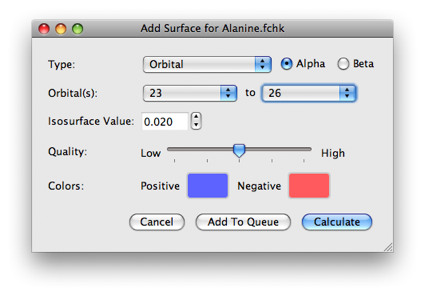 Add Surface for Alanine.fchk
Type: Orbital Alpha Beta
Orbital(s): 23 to 26
Isosurface Value: 0.020
Quality: Low High
Colors: Positive Negative
Cancel Add To Queue Calculate